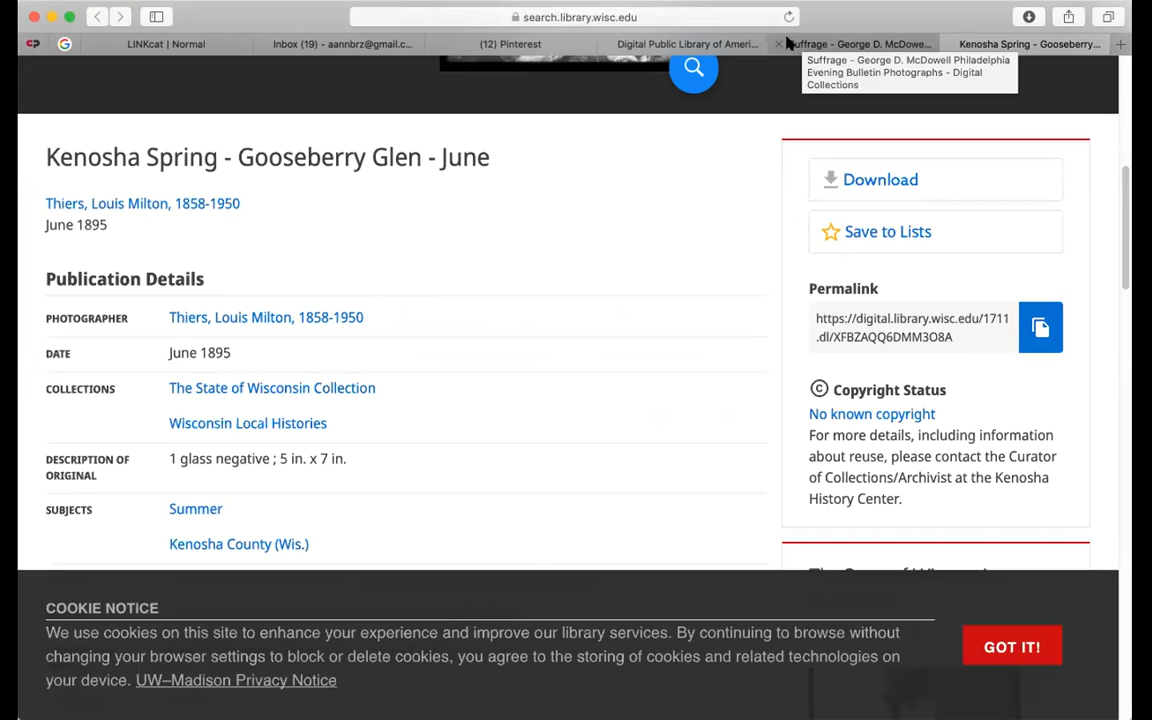 search.library.wisc.edu
LINKcat | Normal
Inbox (19) - aannbrz@gmail.c...
(12) Pinterest
Digital Public Library of Ameri...
Suffrage - George D. McDowe...
Kenosha Spring - Gooseberry...
Suffrage - George D. McDowell Philadelphia
Evening Bulletin Photographs - Digital
Collections
Kenosha Spring - Gooseberry Glen - June
Thiers, Louis Milton, 1858-1950
June 1895
Publication Details
PHOTOGRAPHER Thiers, Louis Milton, 1858-1950
DATE June 1895
COLLECTIONS The State of Wisconsin Collection
Wisconsin Local Histories
DESCRIPTION OF 1 glass negative ; 5 in. x 7 in.
ORIGINAL
SUBJECTS Summer
Kenosha County (Wis.)
Download
Save to Lists
Permalink
https://digital.library.wisc.edu/1711
.dl/XFBZAQQ6DMM3O8A
Copyright Status
No known copyright
For more details, including information
about reuse, please contact the Curator
of Collections/Archivist at the Kenosha
History Center.
COOKIE NOTICE
We use cookies on this site to enhance your experience and improve our library services. By continuing to browse without
changing your browser settings to block or delete cookies, you agree to the storing of cookies and related technologies on
your device. UW–Madison Privacy Notice
GOT IT!